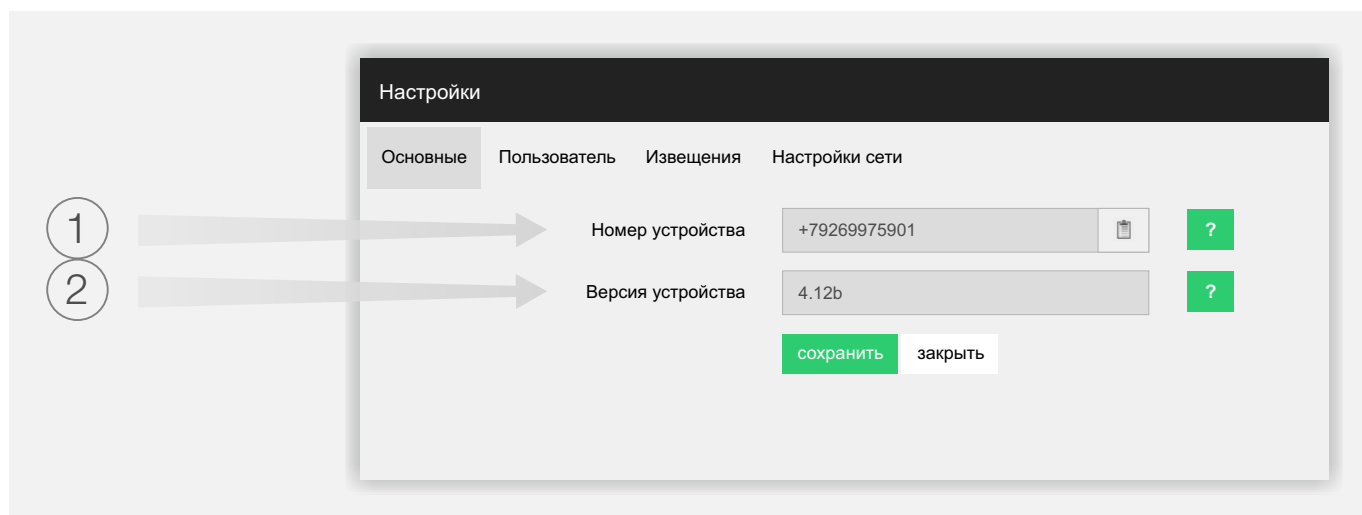 Настройки
Основные Пользователь Извещения Настройки сети
1 Номер устройства +79269975901 ?
2 Версия устройства 4.12b ?
сохранить закрыть